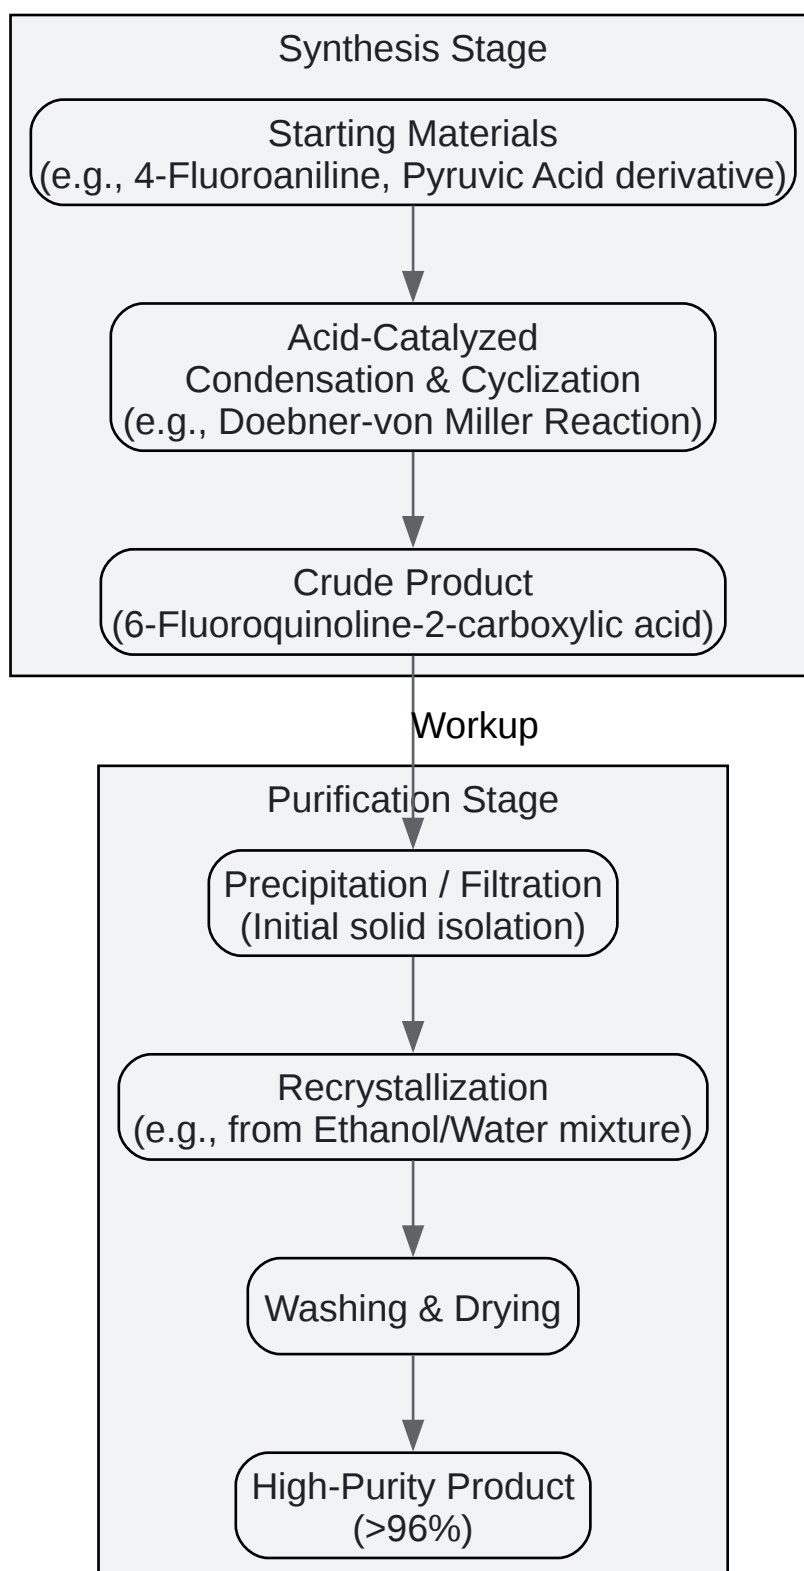 Synthesis Stage
Starting Materials
(e.g., 4-Fluoroaniline, Pyruvic Acid derivative)
Acid-Catalyzed
Condensation & Cyclization
(e.g., Doebner-von Miller Reaction)
Crude Product
(6-Fluoroquinoline-2-carboxylic acid)
Workup
Purification Stage
Precipitation / Filtration
(Initial solid isolation)
Recrystallization
(e.g., from Ethanol/Water mixture)
Washing & Drying
High-Purity Product
(>96%)